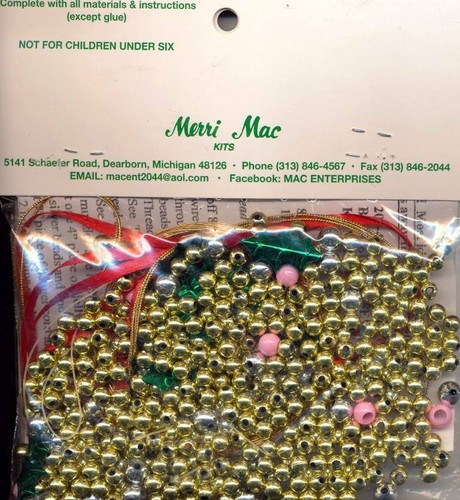 Complete with all materials & instructions
(except glue)
NOT FOR CHILDREN UNDER SIX
Merri Mac
KITS
5141 Schaefer Road, Dearborn, Michigan 48126 · Phone (313) 846-4567 · Fax (313) 846-2044
EMAIL: macent2044@aol.com · Facebook: MAC ENTERPRISES